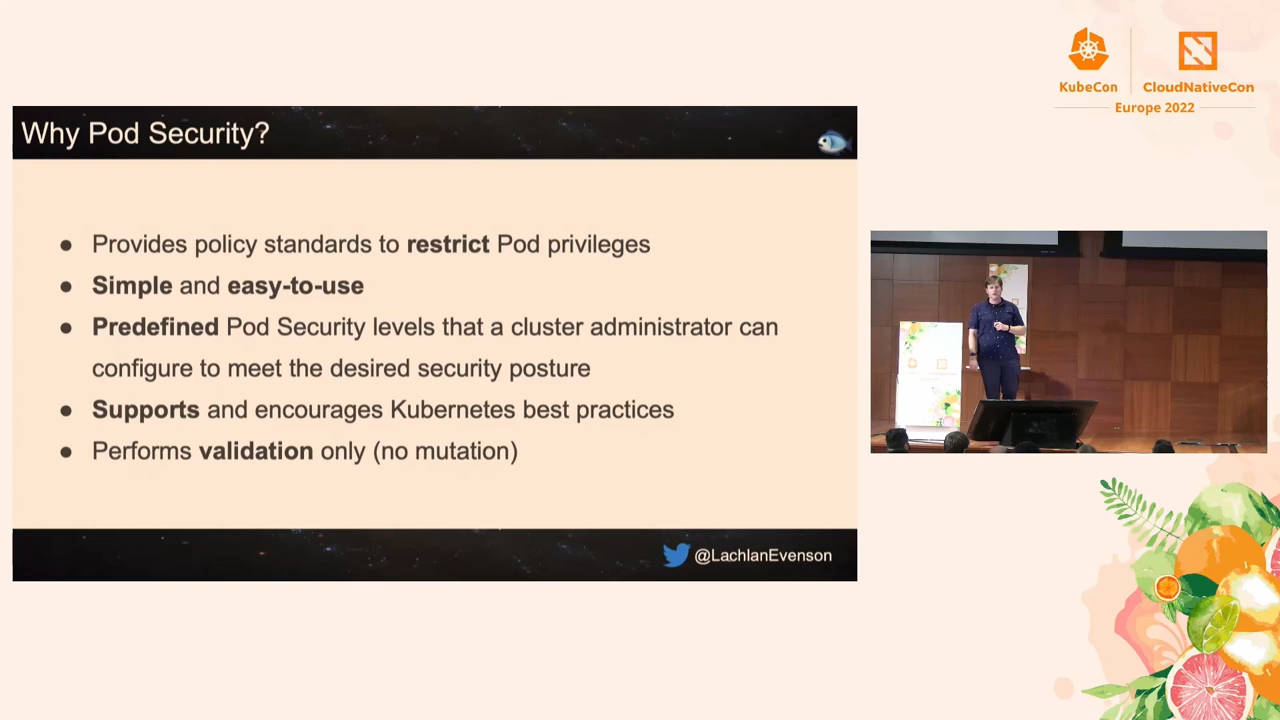 KubeCon
CloudNativeCon
Europe 2022
Why Pod Security?
● Provides policy standards to restrict Pod privileges
● Simple and easy-to-use
● Predefined Pod Security levels that a cluster administrator can
configure to meet the desired security posture
● Supports and encourages Kubernetes best practices
● Performs validation only (no mutation)
@LachlanEvenson